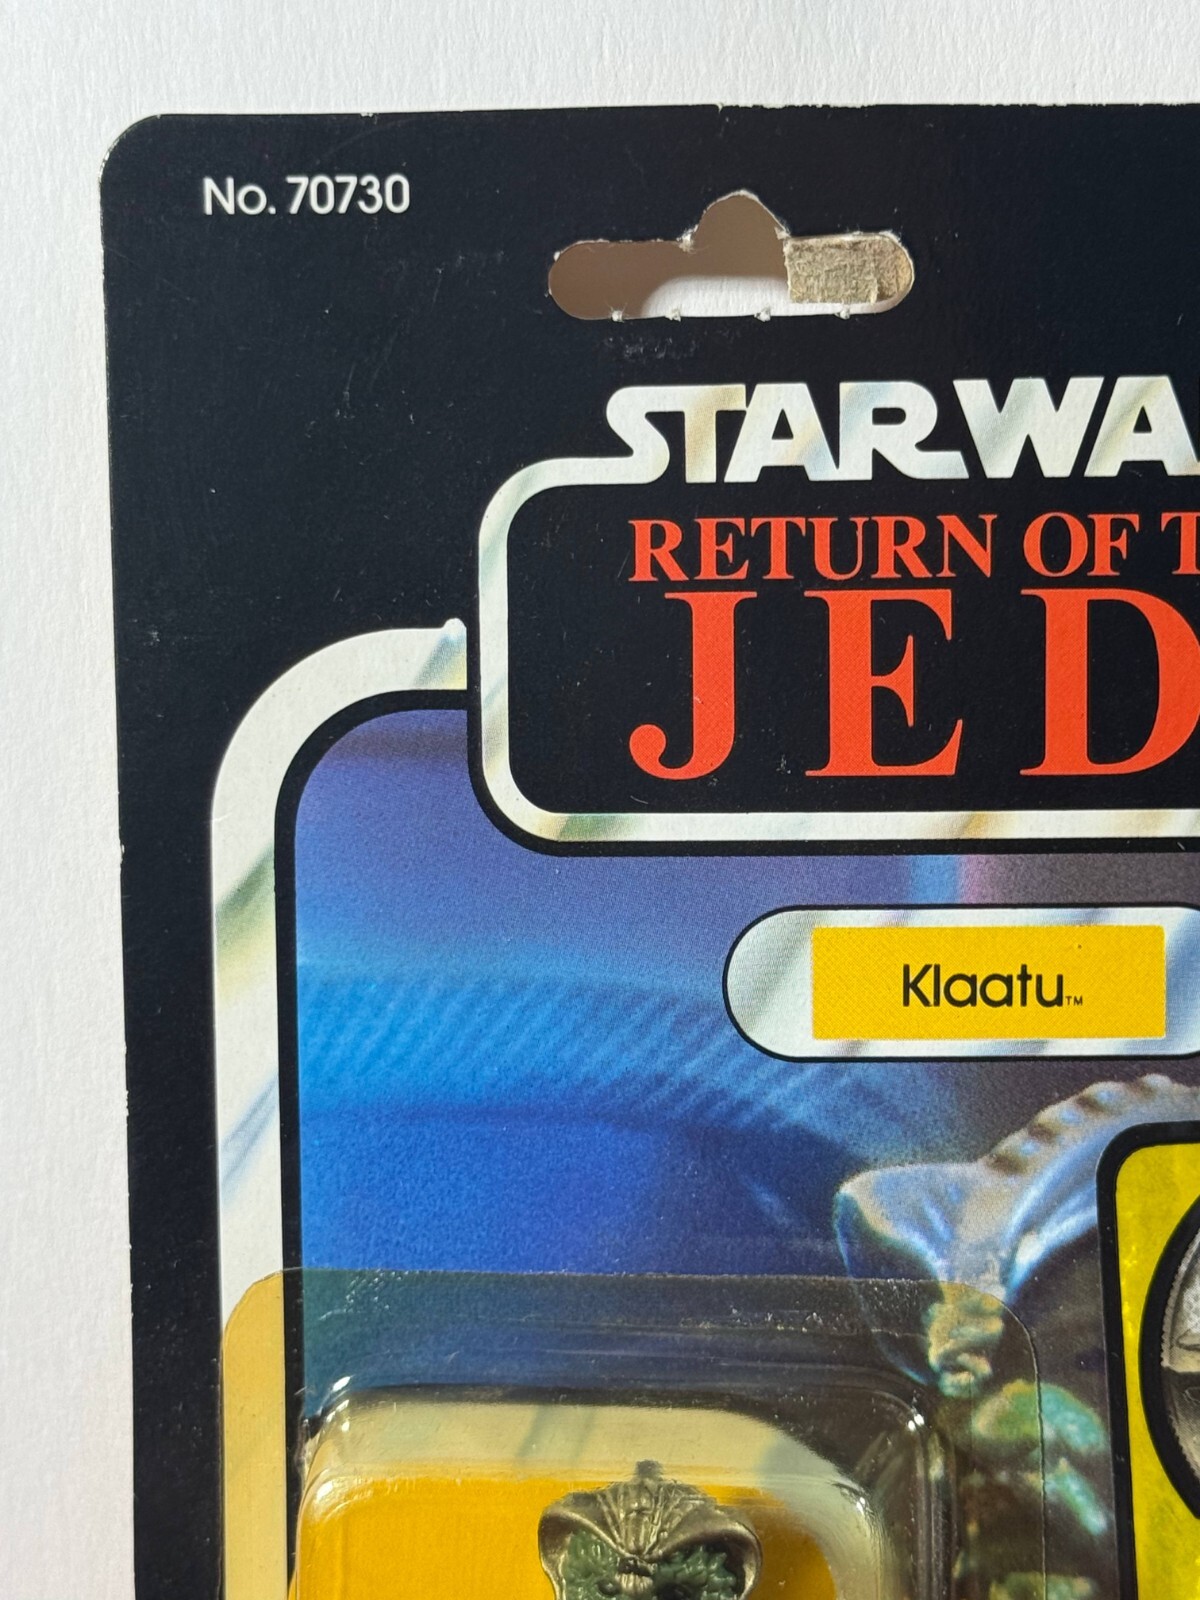 No. 70730
STAR WA
RETURN OF T
JED
Klaatu™